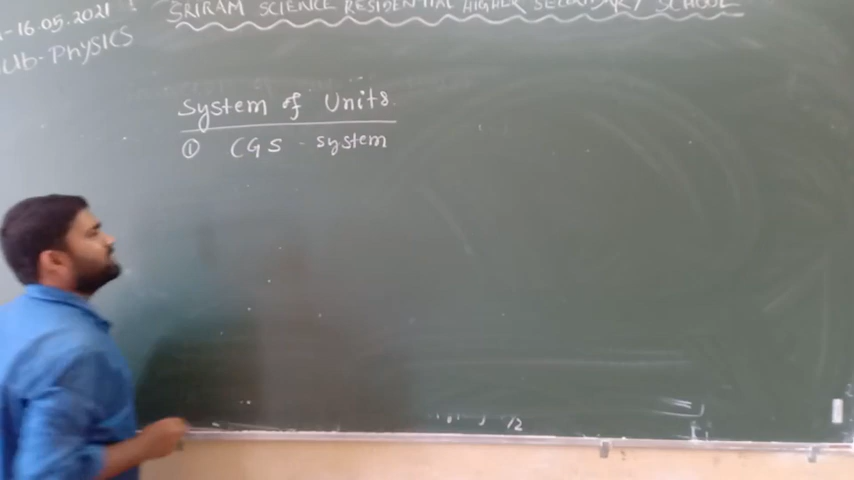 SRIRAM SCIENCE RESIDENTIAL HIGHER SECONDARY SCHOOL
-16.05.2021
ub-PHYSICS
System of Units.
① CGS - system